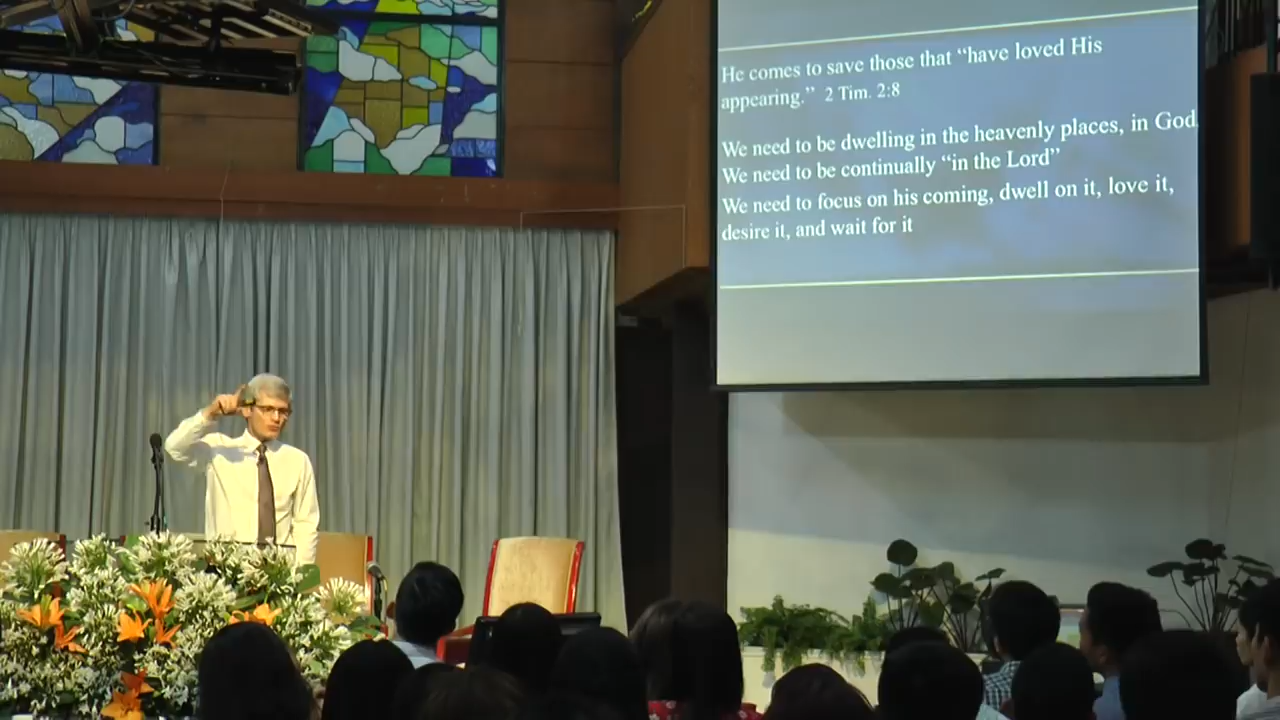 He comes to save those that “have loved His
appearing.” 2 Tim. 2:8
We need to be dwelling in the heavenly places, in God.
We need to be continually “in the Lord”
We need to focus on his coming, dwell on it, love it,
desire it, and wait for it